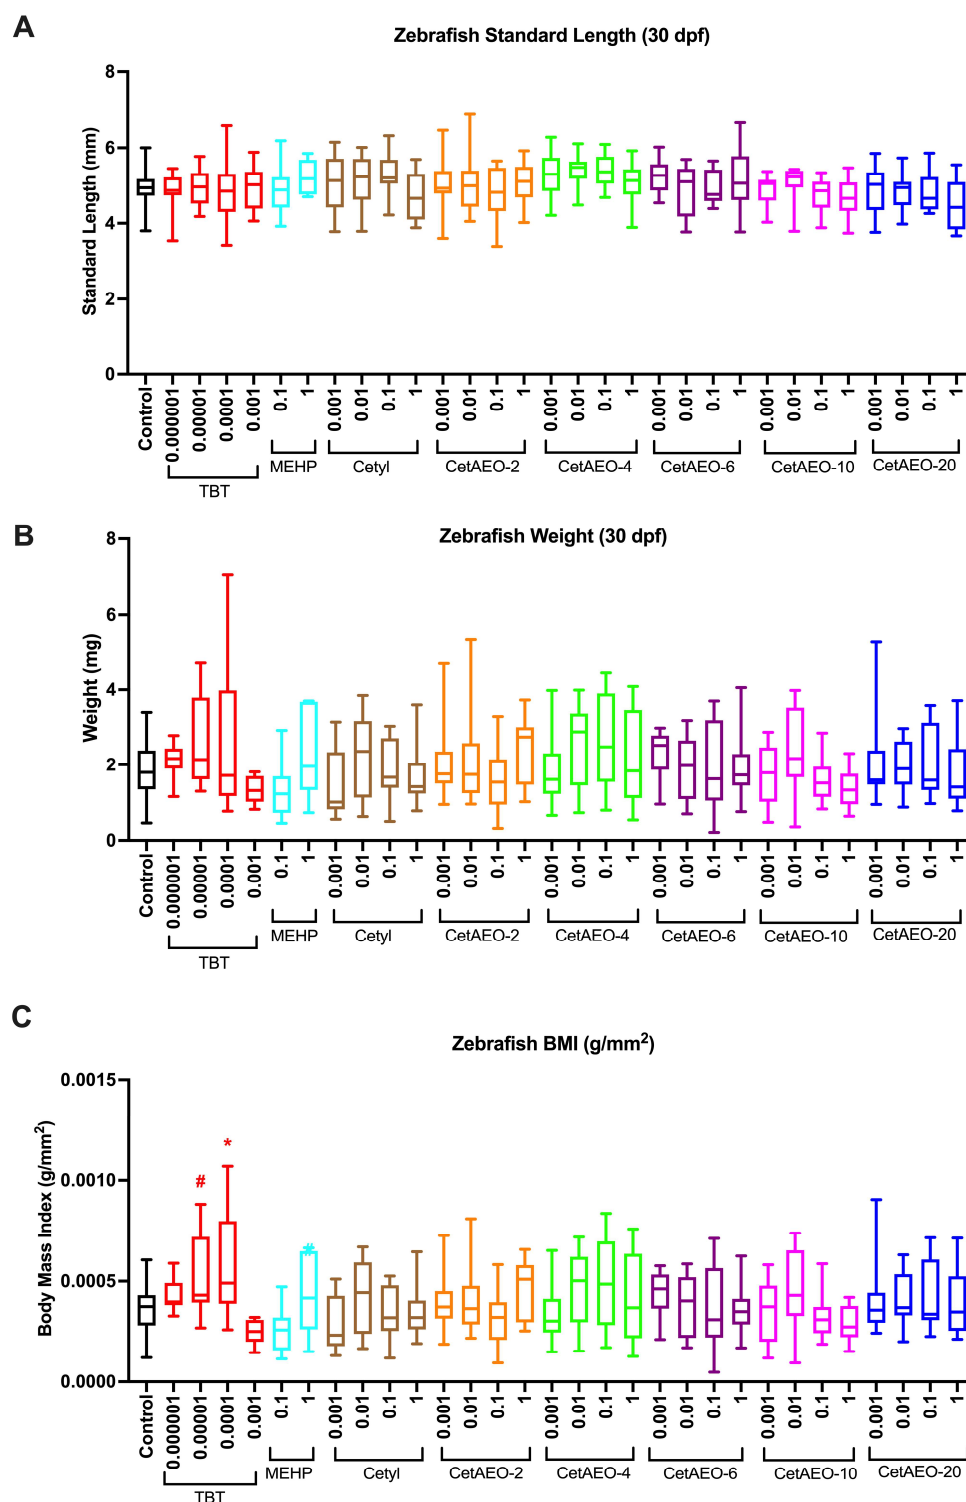 A
Zebrafish Standard Length (30 dpf)
Standard Length (mm)
8
6
4
2
0
Control
0.000001
0.00001
0.0001
0.001
0.1
1
0.001
0.01
0.1
1
0.001
0.01
0.1
1
0.001
0.01
0.1
1
0.001
0.01
0.1
1
0.001
0.01
0.1
1
0.001
0.01
0.1
1
TBT
MEHP
Cetyl
CetAEO-2
CetAEO-4
CetAEO-6
CetAEO-10
CetAEO-20
B
Zebrafish Weight (30 dpf)
Weight (mg)
8
6
4
2
0
Control
0.000001
0.00001
0.0001
0.001
0.1
1
0.001
0.01
0.1
1
0.001
0.01
0.1
1
0.001
0.01
0.1
1
0.001
0.01
0.1
1
0.001
0.01
0.1
1
0.001
0.01
0.1
1
TBT
MEHP
Cetyl
CetAEO-2
CetAEO-4
CetAEO-6
CetAEO-10
CetAEO-20
C
Zebrafish BMI (g/mm²)
Body Mass Index (g/mm²)
0.0015
0.0010
0.0005
0.0000
#
*
#
Control
0.000001
0.00001
0.0001
0.001
0.1
1
0.001
0.01
0.1
1
0.001
0.01
0.1
1
0.001
0.01
0.1
1
0.001
0.01
0.1
1
0.001
0.01
0.1
1
0.001
0.01
0.1
1
TBT
MEHP
Cetyl
CetAEO-2
CetAEO-4
CetAEO-6
CetAEO-10
CetAEO-20